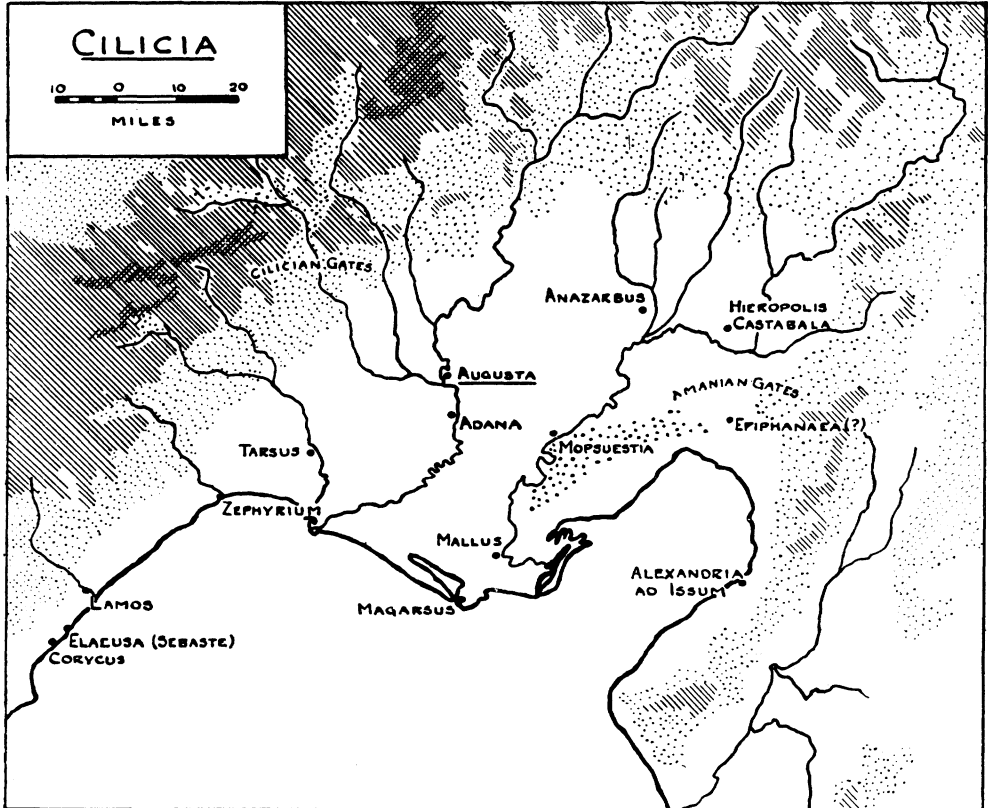 CILICIA
10 0 10 20
MILES
CILICIAN GATES
ANAZARBUS
HIEROPOLIS
CASTABALA
AUGUSTA
AMANIAN GATES
ADANA
EPIPHANAEA(?)
TARSUS
MOPSUESTIA
ZEPHYRIUM
MALLUS
ALEXANDRIA
AD ISSUM
MAGARSUS
LAMOS
ELAEUSA (SEBASTE)
CORYCUS